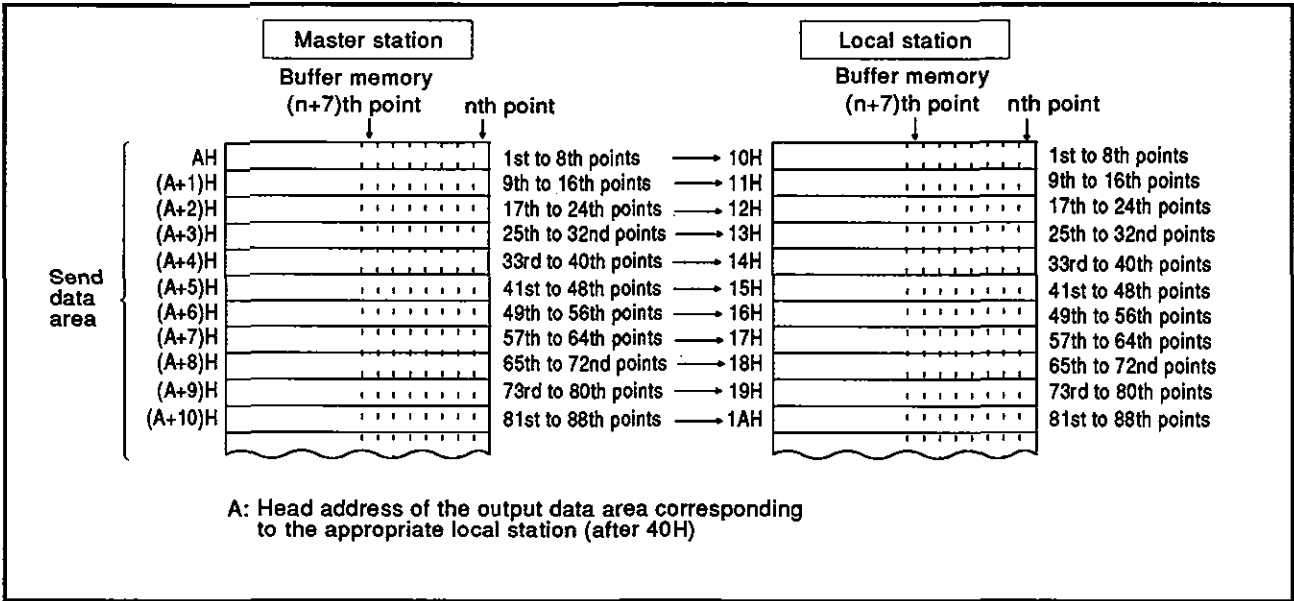 Master station Local station
Buffer memory Buffer memory
(n+7)th point nth point (n+7)th point nth point
AH 1st to 8th points 10H 1st to 8th points
(A+1)H 9th to 16th points 11H 9th to 16th points
(A+2)H 17th to 24th points 12H 17th to 24th points
(A+3)H 25th to 32nd points 13H 25th to 32nd points
(A+4)H 33rd to 40th points 14H 33rd to 40th points
Send data area
(A+5)H 41st to 48th points 15H 41st to 48th points
(A+6)H 49th to 56th points 16H 49th to 56th points
(A+7)H 57th to 64th points 17H 57th to 64th points
(A+8)H 65th to 72nd points 18H 65th to 72nd points
(A+9)H 73rd to 80th points 19H 73rd to 80th points
(A+10)H 81st to 88th points 1AH 81st to 88th points
A: Head address of the output data area corresponding
to the appropriate local station (after 40H)